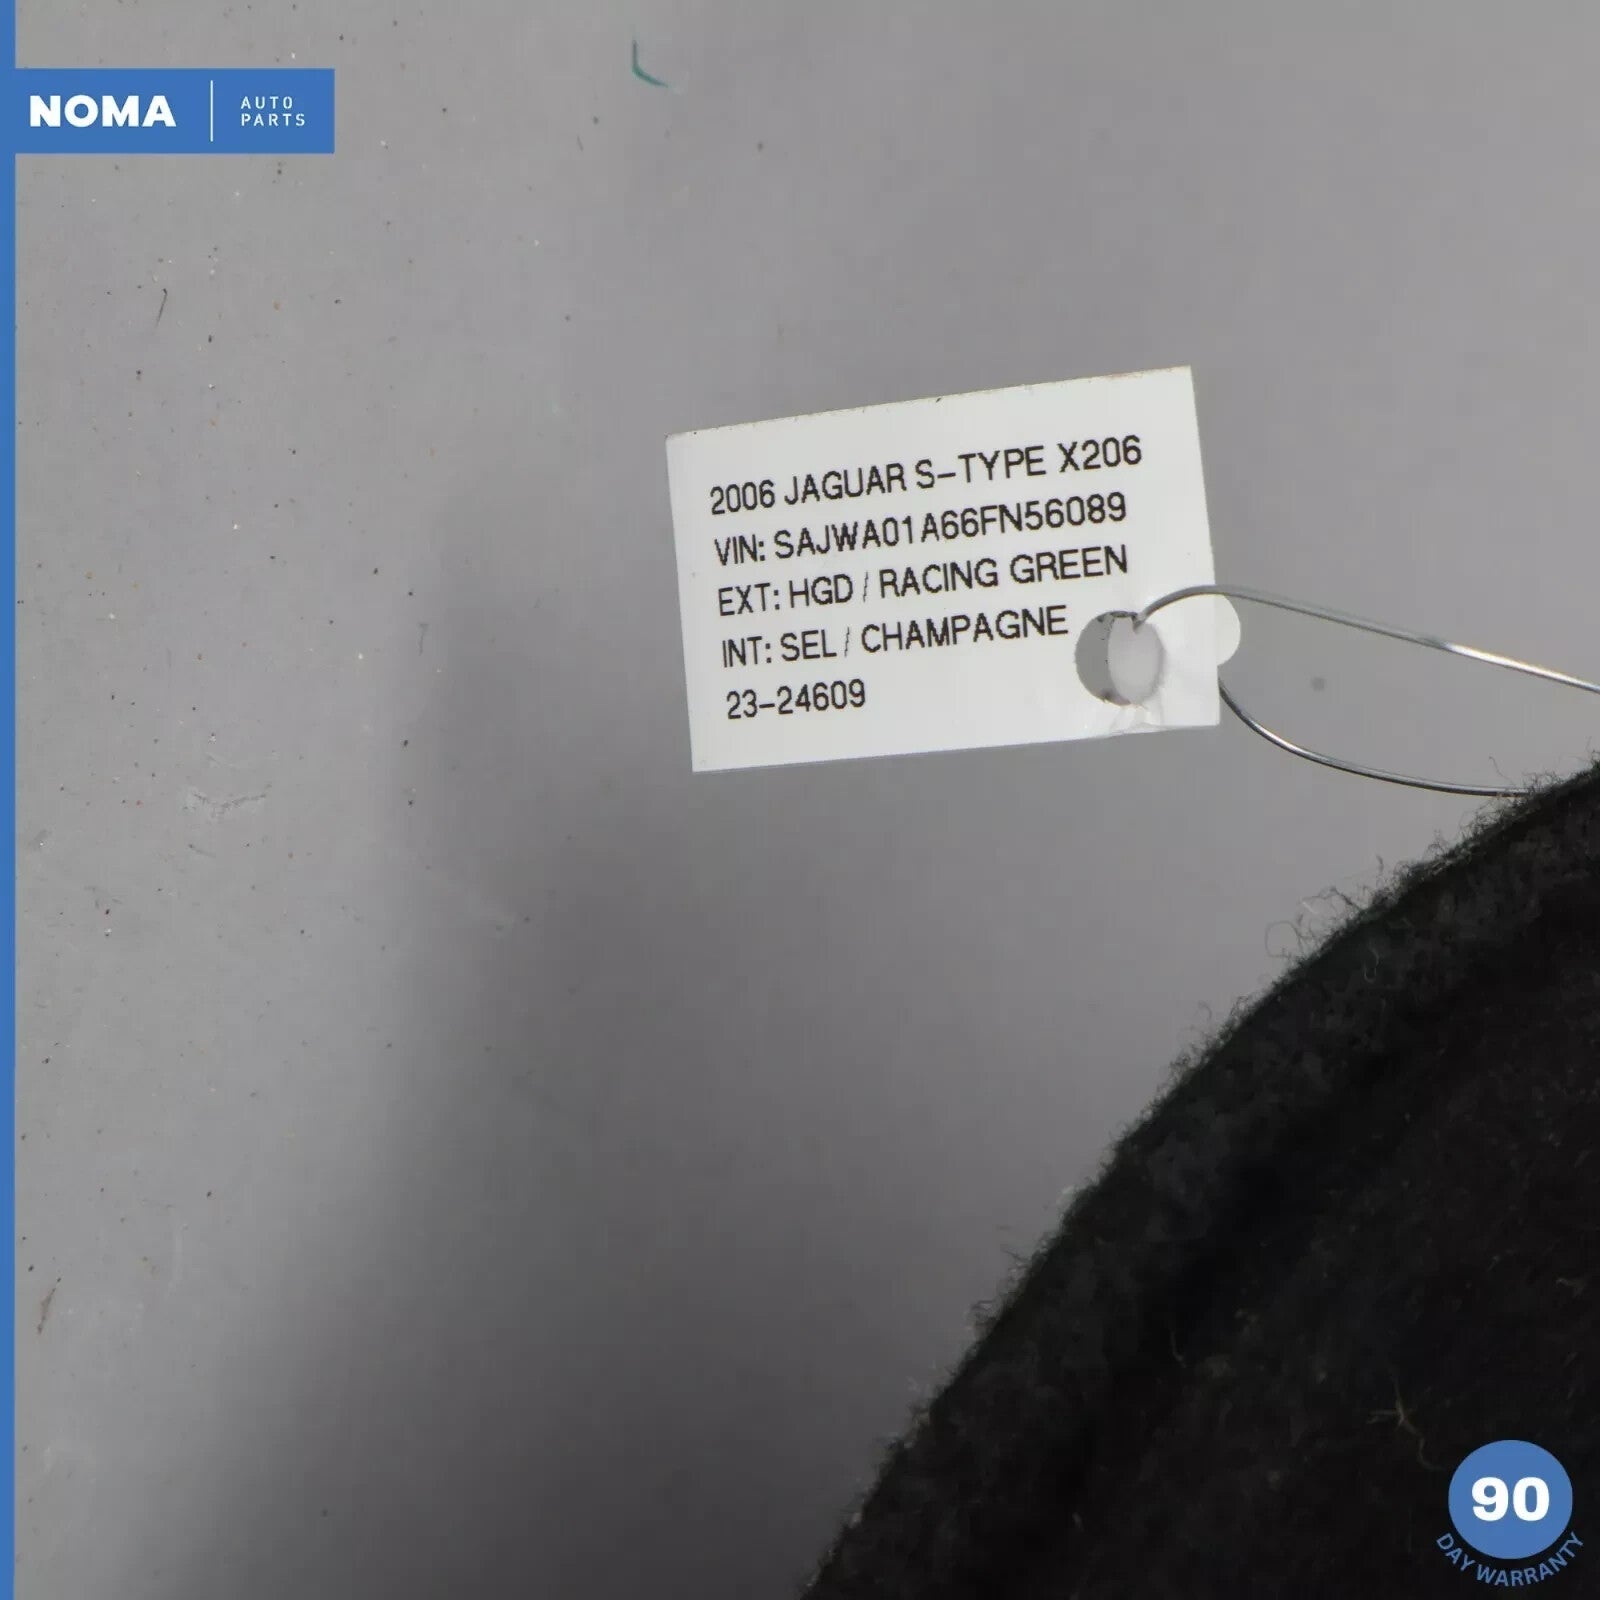 NOMA
AUTO
PARTS
2006 JAGUAR S-TYPE X206
VIN: SAJWA01A66FN56089
EXT: HGD / RACING GREEN
INT: SEL / CHAMPAGNE
23-24609
90
DAY WARRANTY